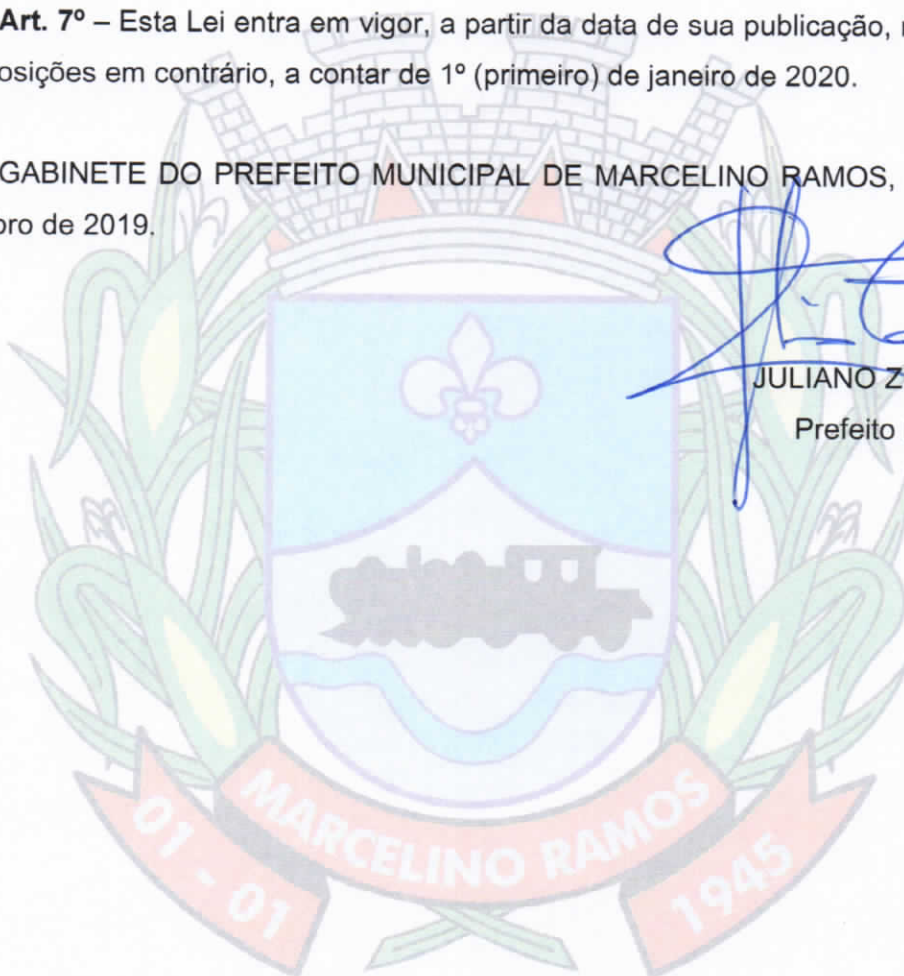 Art. 7º – Esta Lei entra em vigor, a partir da data de sua publicação,
osições em contrário, a contar de 1º (primeiro) de janeiro de 2020.
GABINETE DO PREFEITO MUNICIPAL DE MARCELINO RAMOS,
bro de 2019.
JULIANO Z
Prefeito
01 - 01
MARCELINO RAMOS
1945